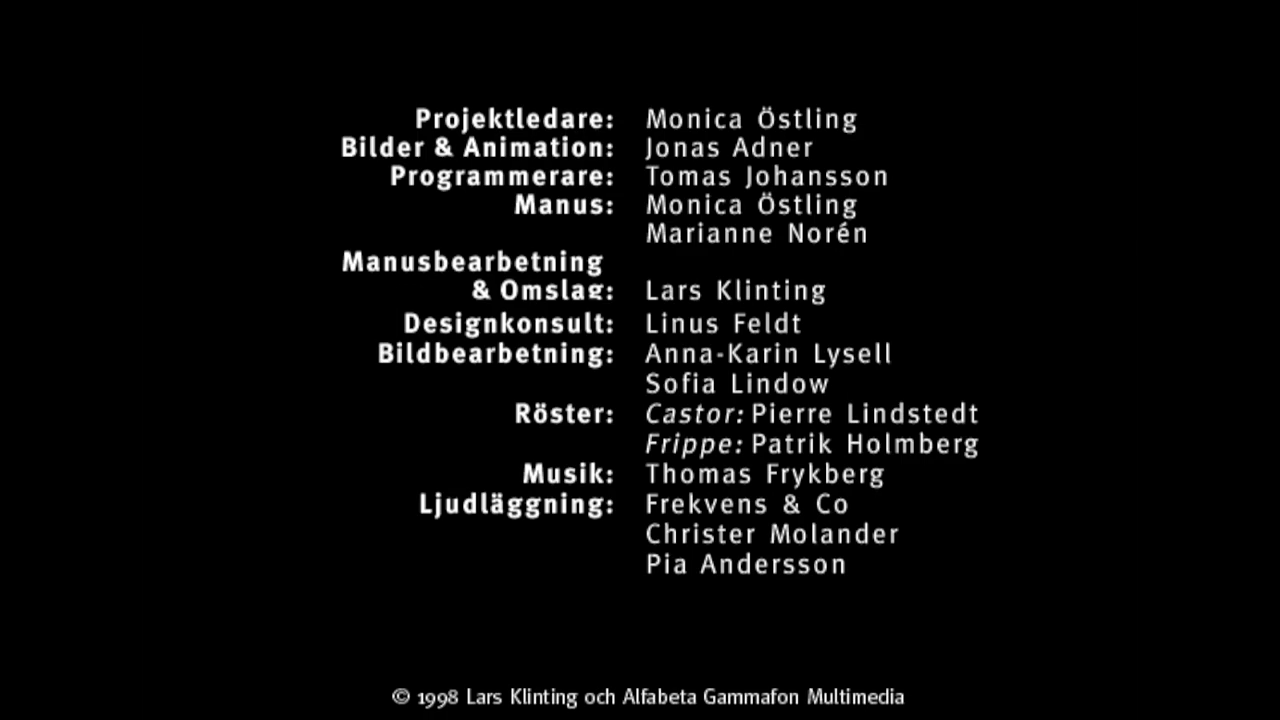 Projektledare: Monica Östling
Bilder & Animation: Jonas Adner
Programmerare: Tomas Johansson
Manus: Monica Östling
Marianne Norén
Manusbearbetning
& Omslag: Lars Klinting
Designkonsult: Linus Feldt
Bildbearbetning: Anna-Karin Lysell
Sofia Lindow
Röster: Castor: Pierre Lindstedt
Frippe: Patrik Holmberg
Musik: Thomas Frykberg
Ljudläggning: Frekvens & Co
Christer Molander
Pia Andersson
© 1998 Lars Klinting och Alfabeta Gammafon Multimedia